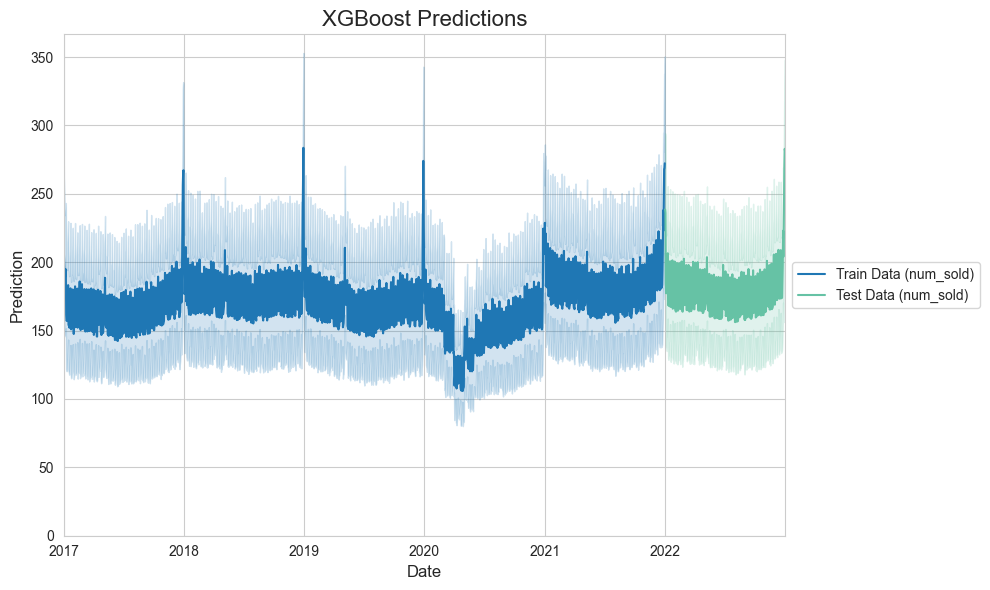 XGBoost Predictions
350
300
250
200
150
100
50
0
Prediction
2017 2018 2019 2020 2021 2022
Date
Train Data (num_sold)
Test Data (num_sold)